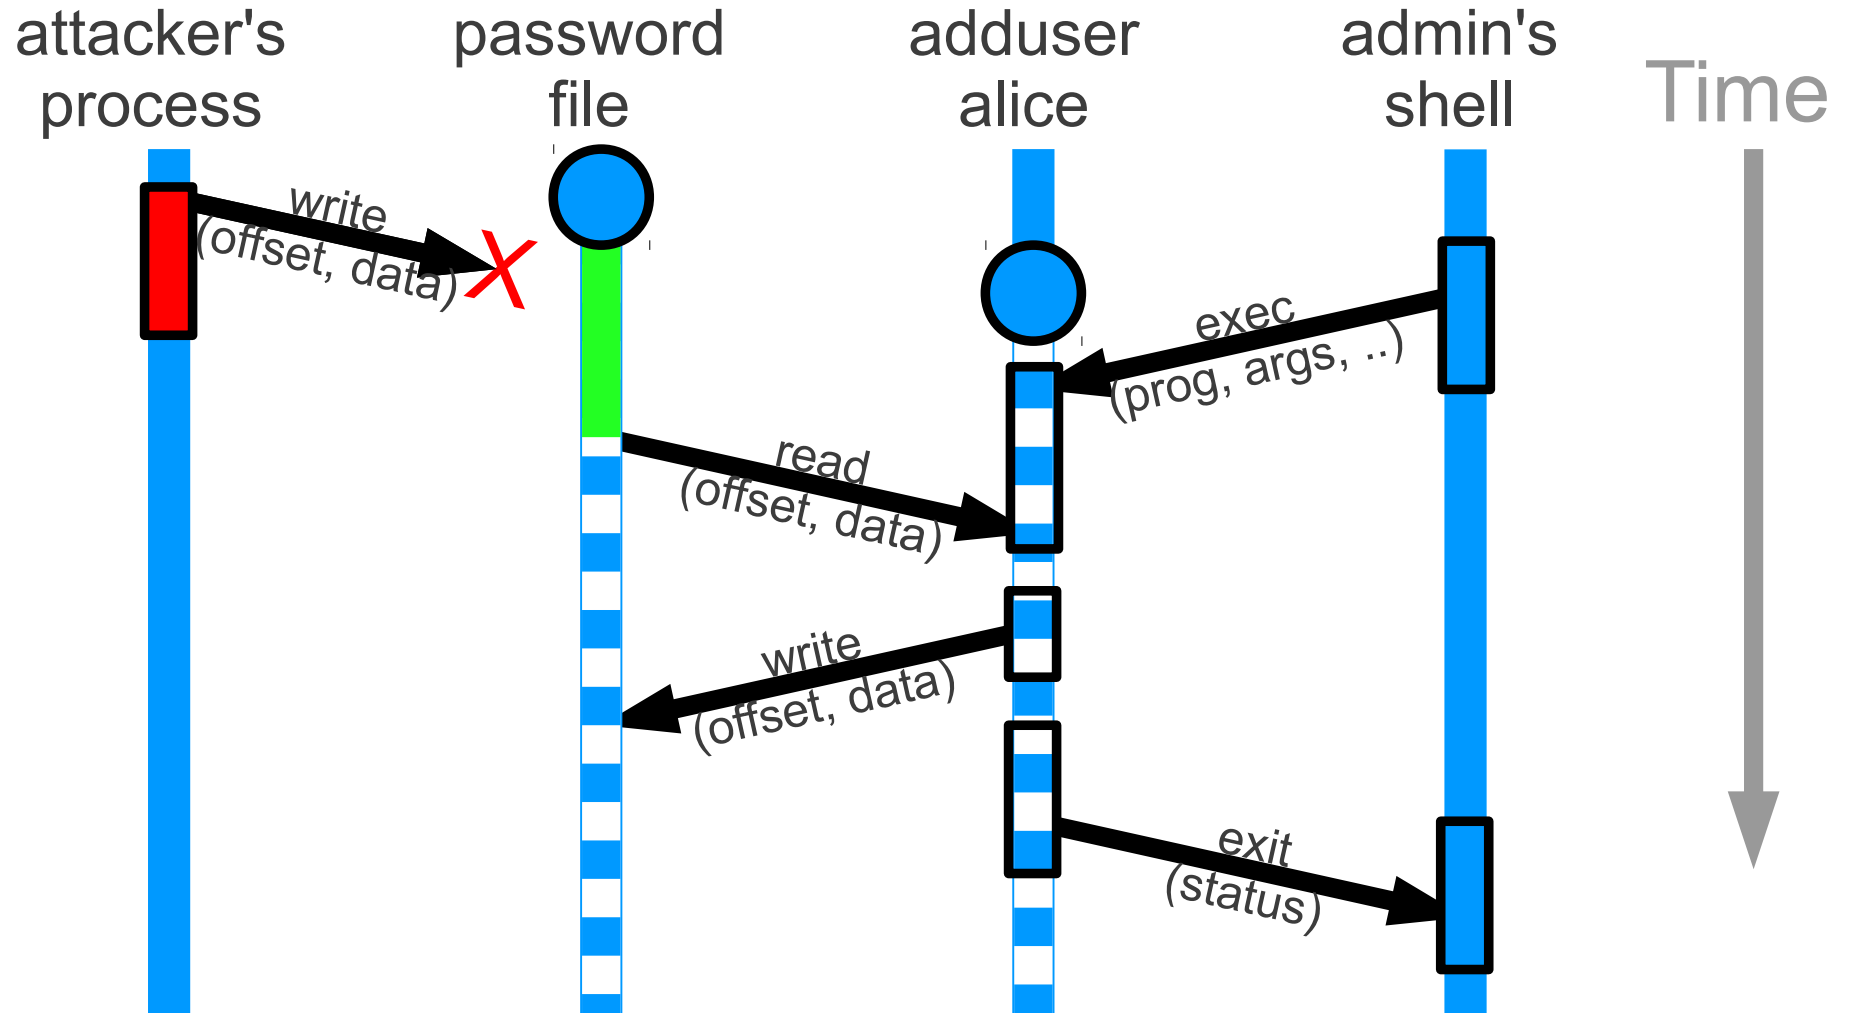 attacker's
process
password
file
adduser
alice
admin's
shell
Time
write
(offset, data)
X
exec
(prog, args, ..)
read
(offset, data)
write
(offset, data)
exit
(status)